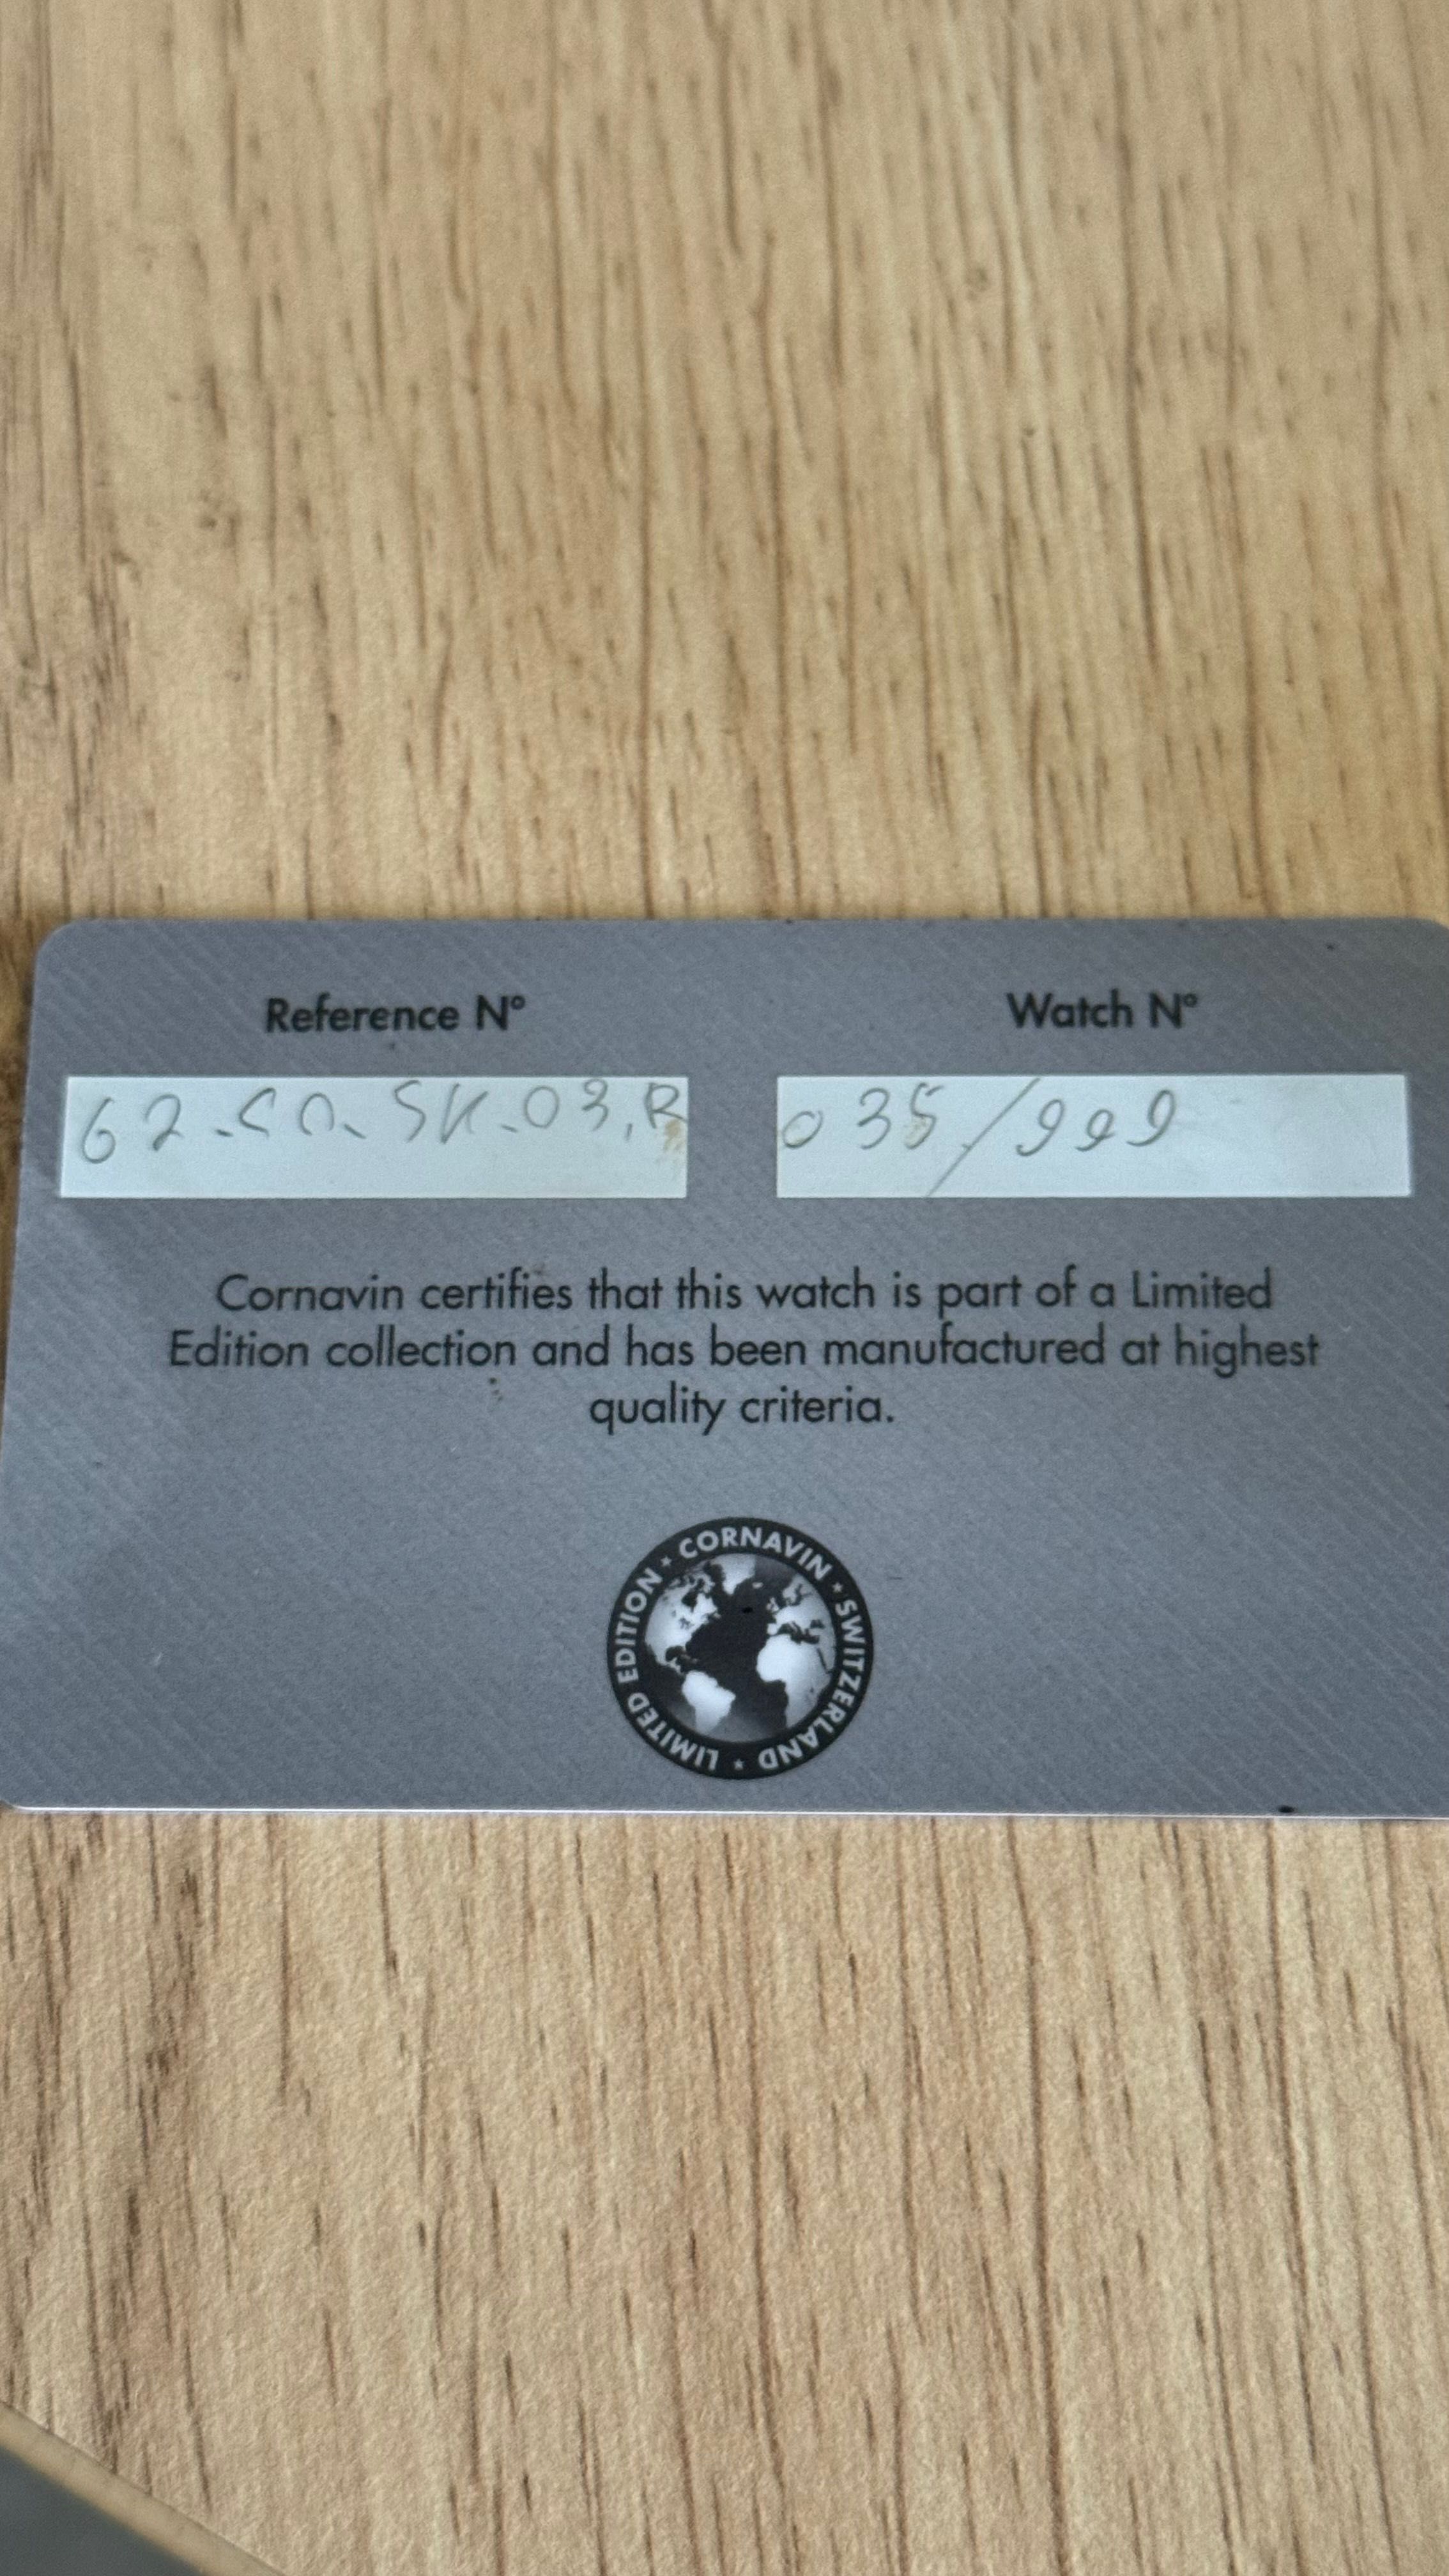 Reference N° Watch N°
62. SK.03.R 035/999
Cornavin certifies that this watch is part of a Limited
Edition collection and has been manufactured at highest
quality criteria.
CORNAVIN * SWITZERLAND * LIMITED EDITION *